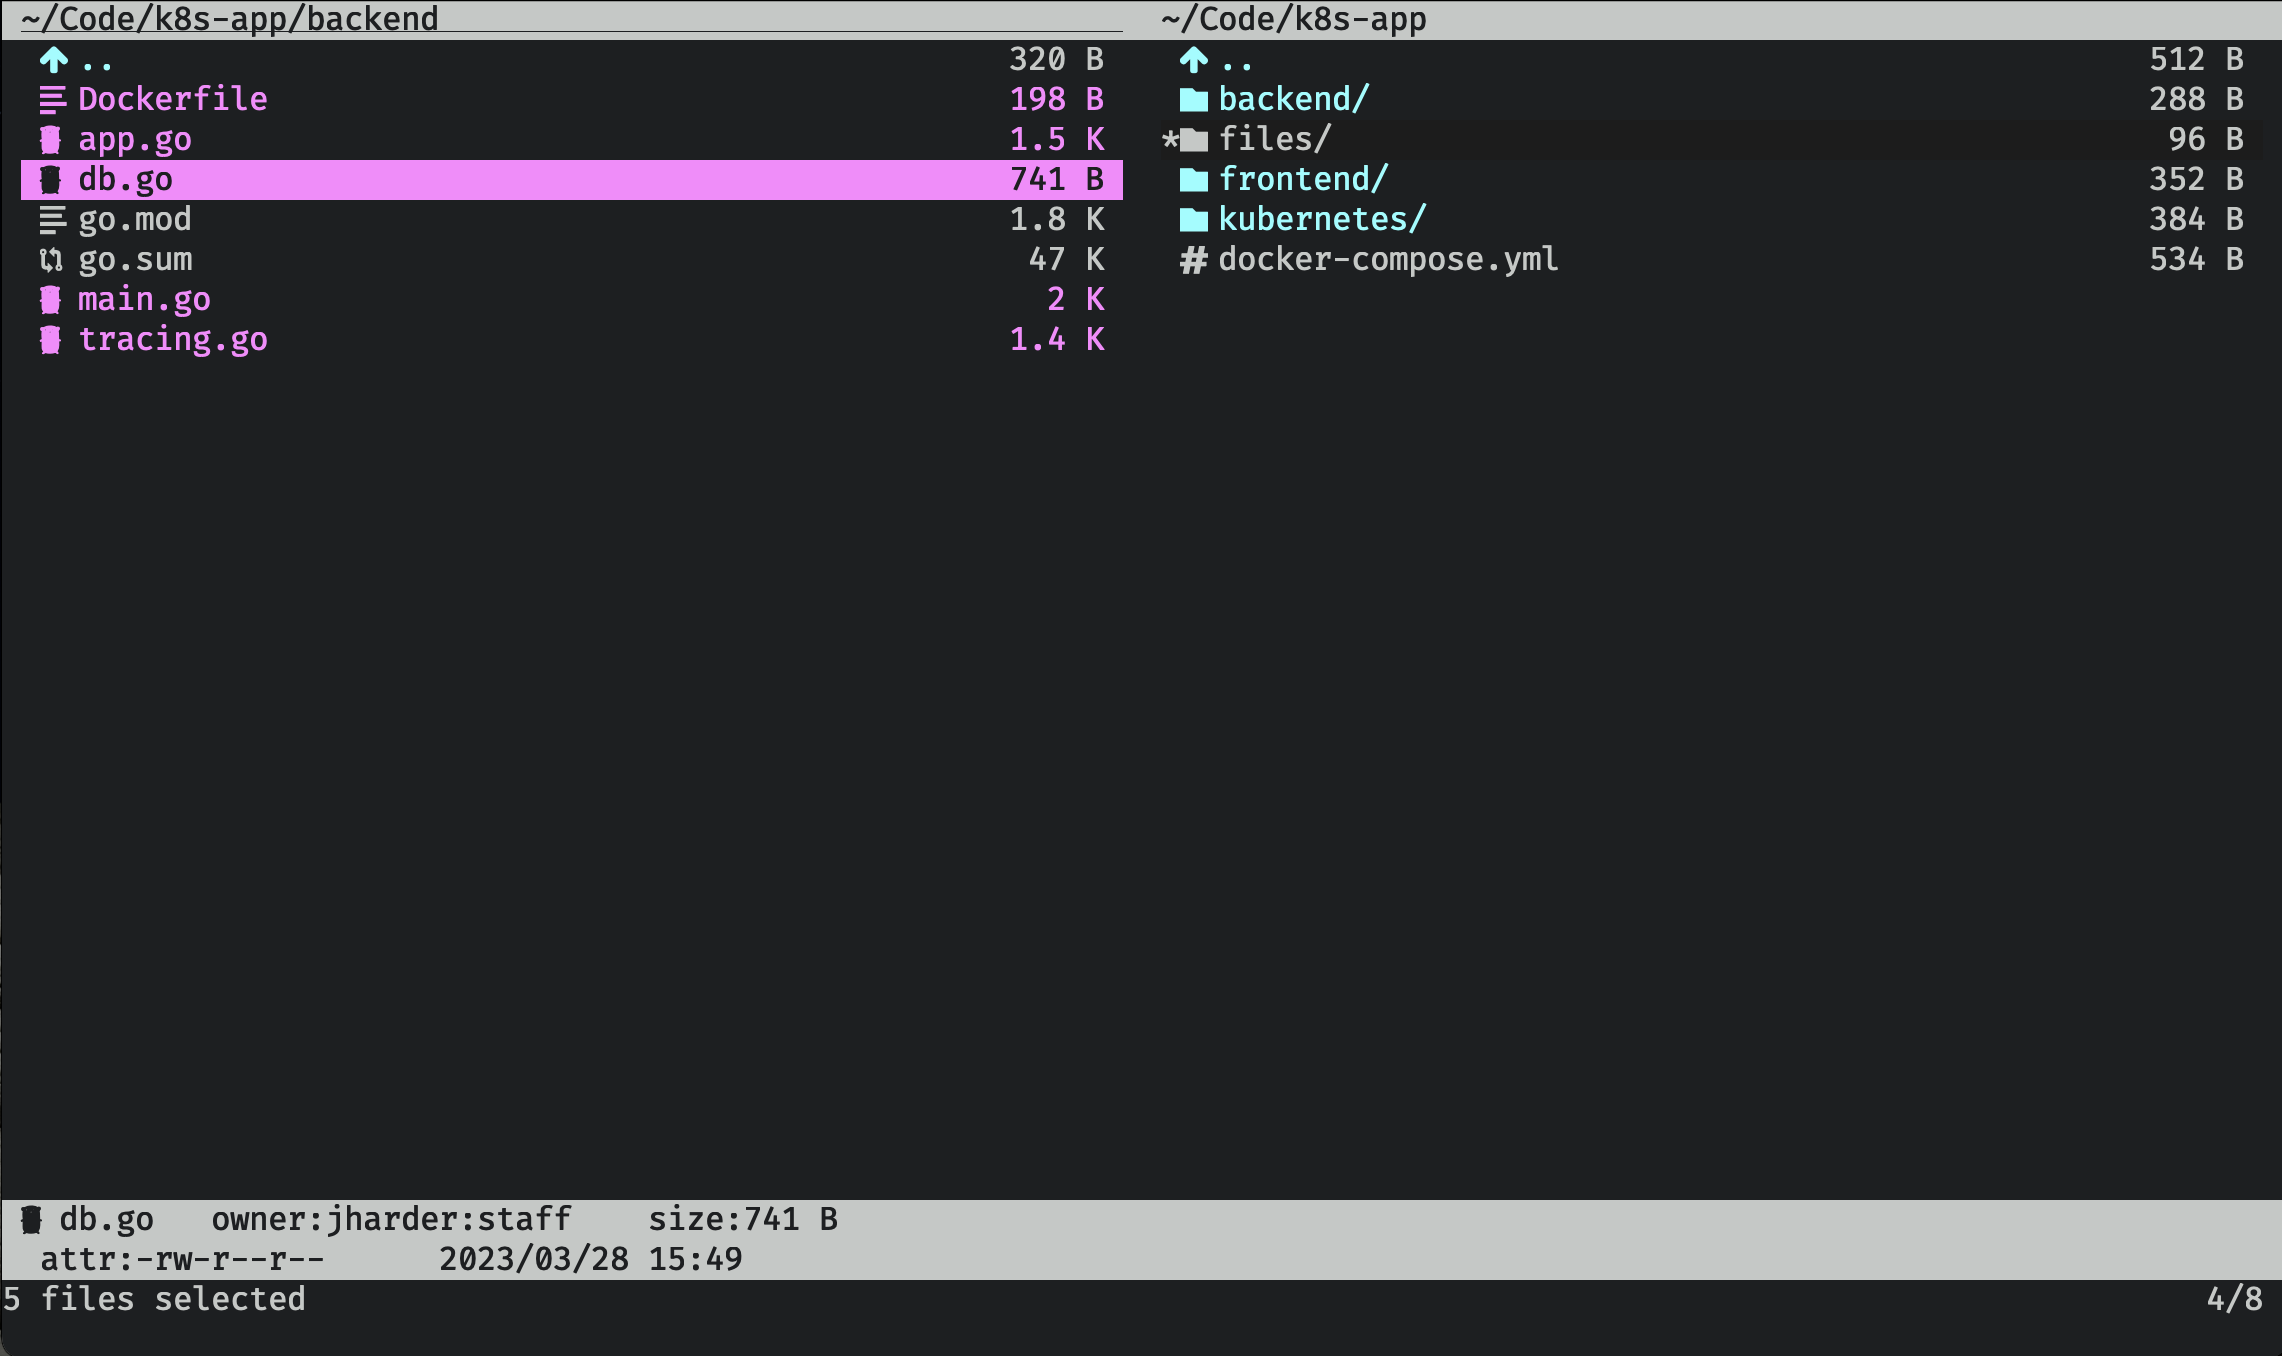 ~/Code/k8s-app/backend
.. 320 B
Dockerfile 198 B
app.go 1.5 K
db.go 741 B
go.mod 1.8 K
go.sum 47 K
main.go 2 K
tracing.go 1.4 K
~/Code/k8s-app
.. 512 B
backend/ 288 B
*files/ 96 B
frontend/ 352 B
kubernetes/ 384 B
# docker-compose.yml 534 B
db.go owner:jharder:staff size:741 B
attr:-rw-r--r-- 2023/03/28 15:49
5 files selected 4/8